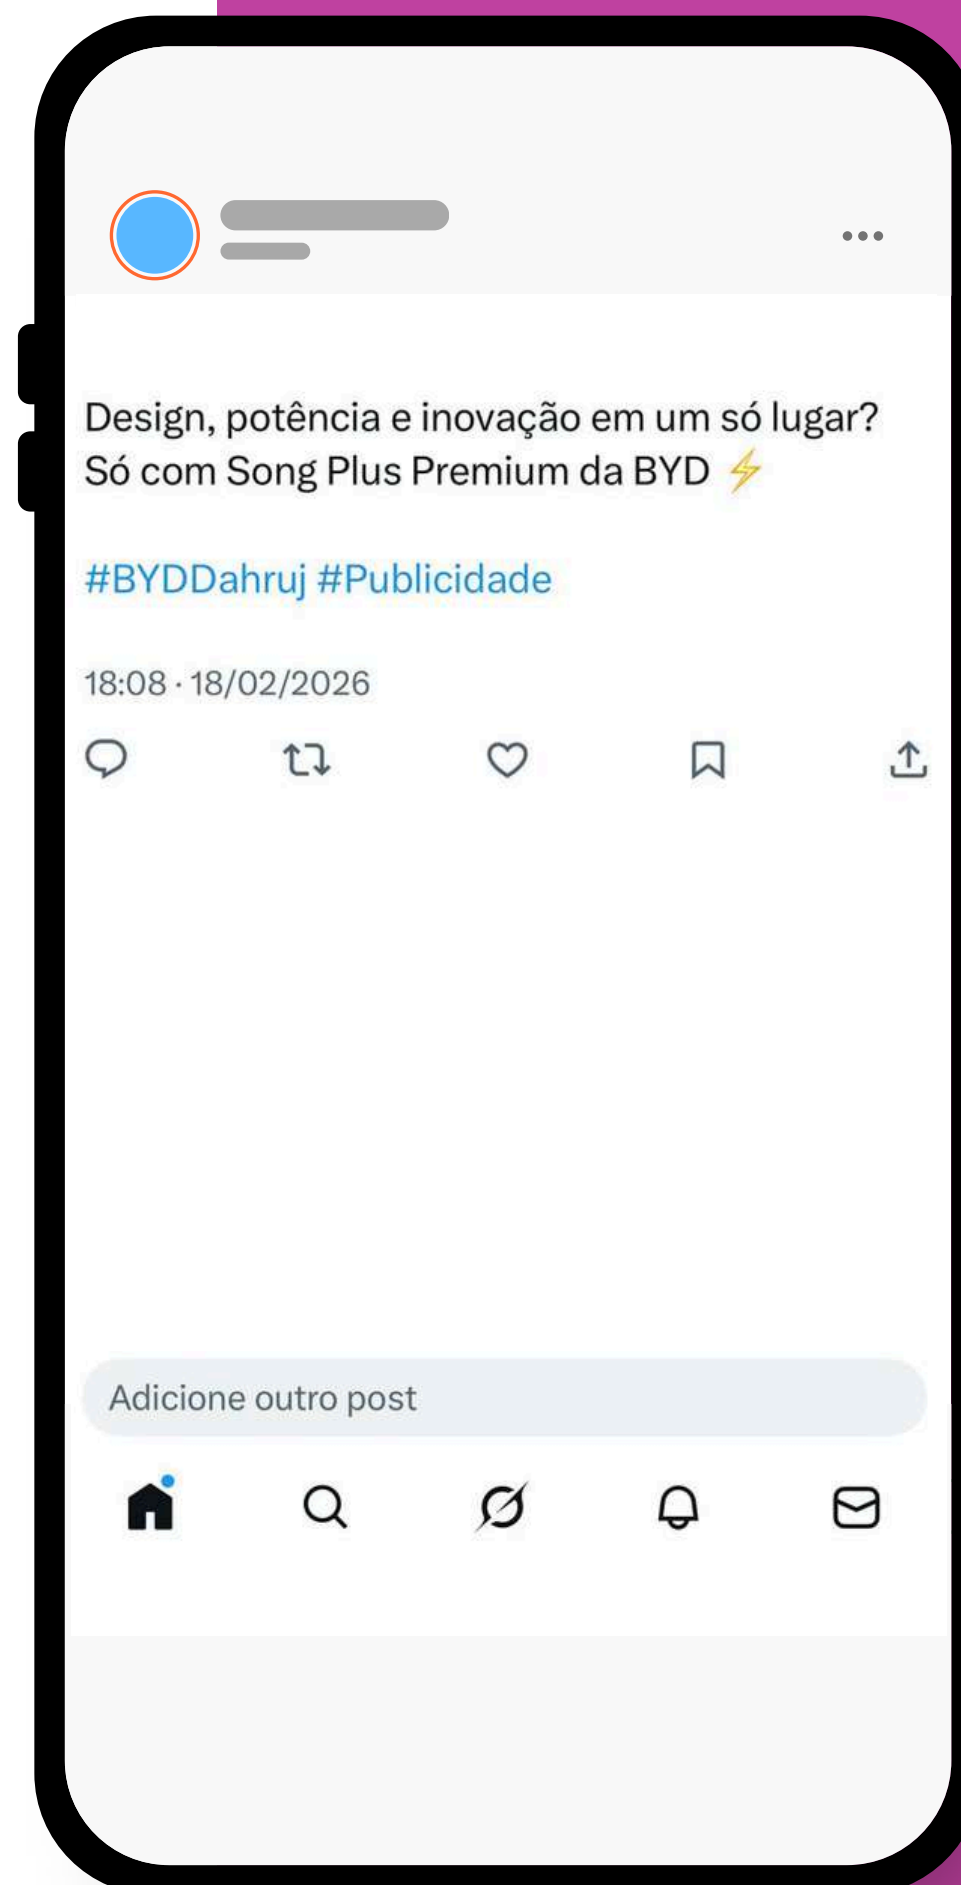 Design, potência e inovação em um só lugar?
Só com Song Plus Premium da BYD ⚡
#BYDDahruj #Publicidade
18:08 · 18/02/2026
Adicione outro post